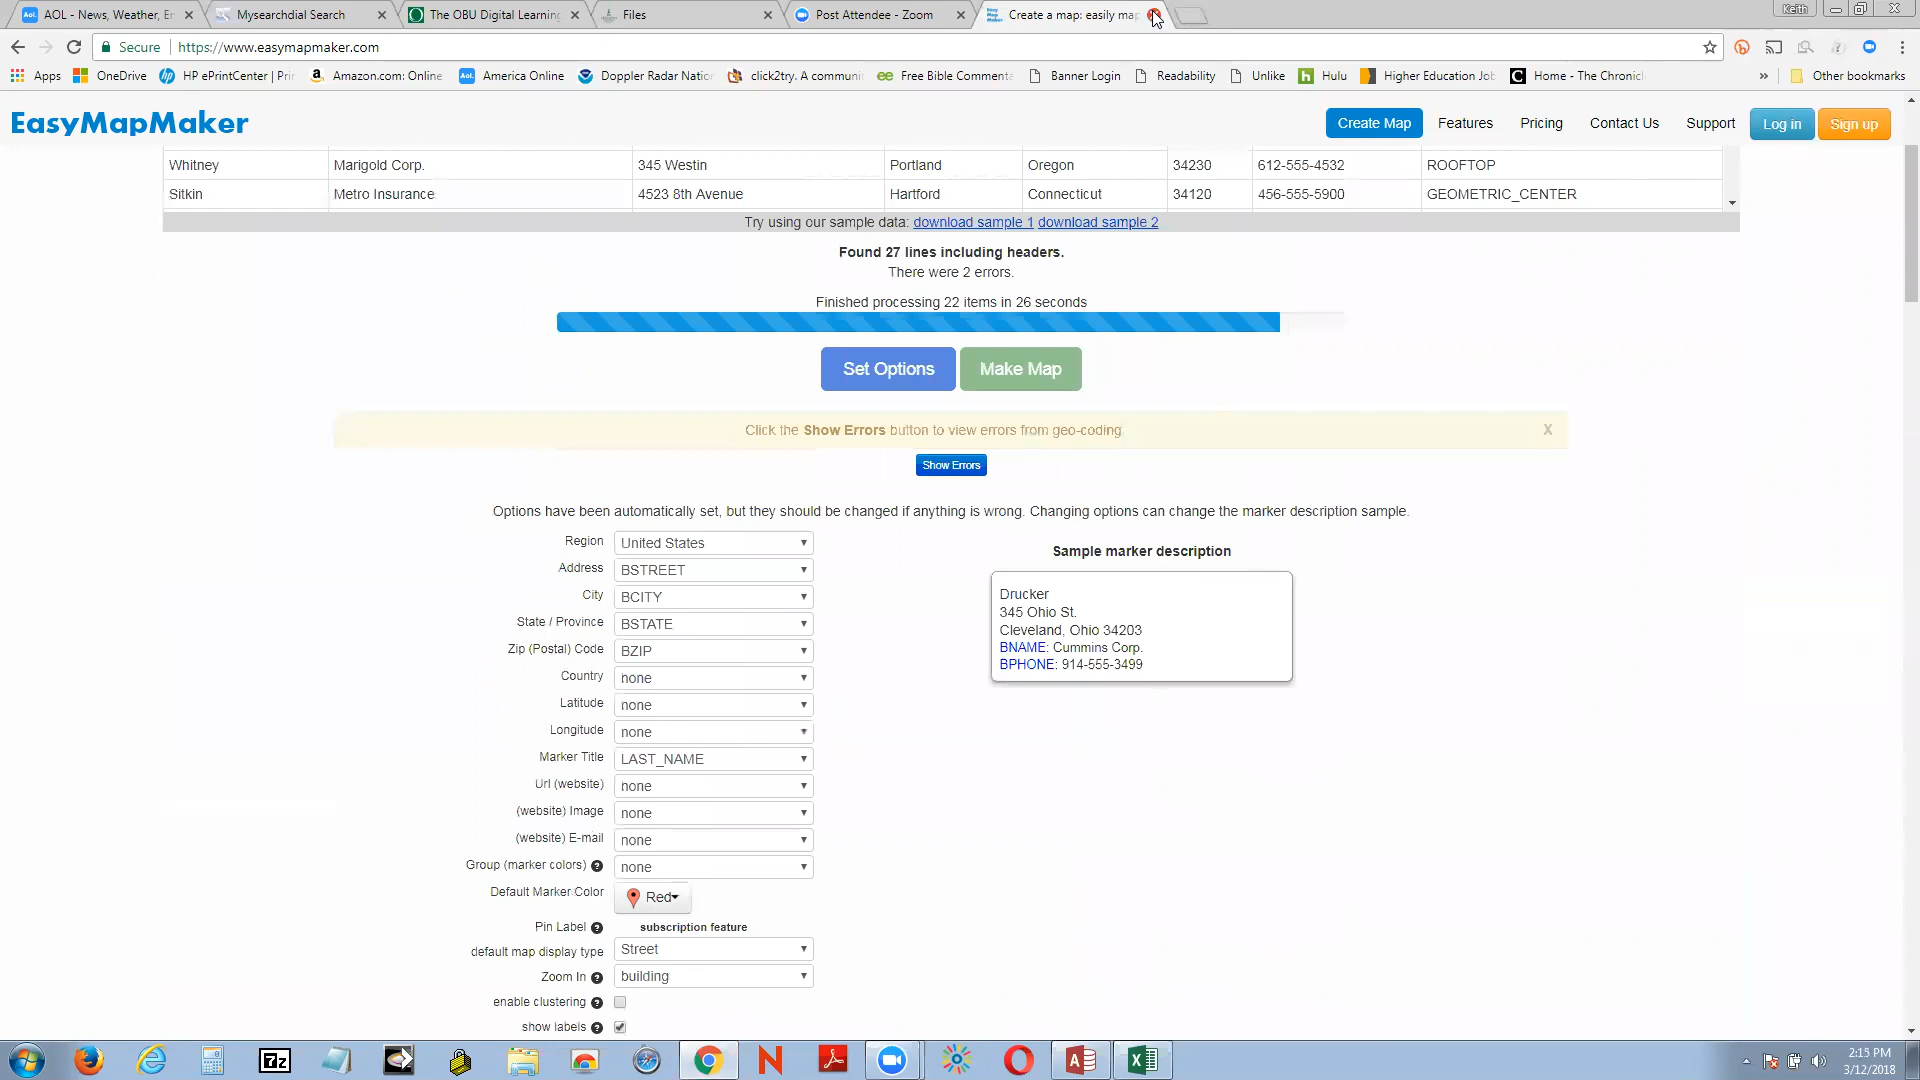 AOL - News, Weather, En
Mysearchdial Search
The OBU Digital Learning
Files
Post Attendee - Zoom
Create a map: easily map
Keith
Secure | https://www.easymapmaker.com
Apps
OneDrive
HP ePrintCenter | Prin
Amazon.com: Online
America Online
Doppler Radar Nation
click2try. A communi
Free Bible Commenta
Banner Login
Readability
Unlike
Hulu
Higher Education Job
Home - The Chronicl
»
Other bookmarks
EasyMapMaker
Create Map
Features
Pricing
Contact Us
Support
Log in
Sign up
Whitney Marigold Corp. 345 Westin Portland Oregon 34230 612-555-4532 ROOFTOP
Sitkin Metro Insurance 4523 8th Avenue Hartford Connecticut 34120 456-555-5900 GEOMETRIC_CENTER
Try using our sample data: download sample 1 download sample 2
Found 27 lines including headers.
There were 2 errors.
Finished processing 22 items in 26 seconds
Set Options
Make Map
Click the Show Errors button to view errors from geo-coding.
X
Show Errors
Options have been automatically set, but they should be changed if anything is wrong. Changing options can change the marker description sample.
Region United States
Address BSTREET
City BCITY
State / Province BSTATE
Zip (Postal) Code BZIP
Country none
Latitude none
Longitude none
Marker Title LAST_NAME
Url (website) none
(website) Image none
(website) E-mail none
Group (marker colors) ? none
Default Marker Color Red
Pin Label ? subscription feature
default map display type Street
Zoom In ? building
enable clustering ?
show labels ?
Sample marker description
Drucker
345 Ohio St.
Cleveland, Ohio 34203
BNAME: Cummins Corp.
BPHONE: 914-555-3499
7z
2:15 PM
3/12/2018